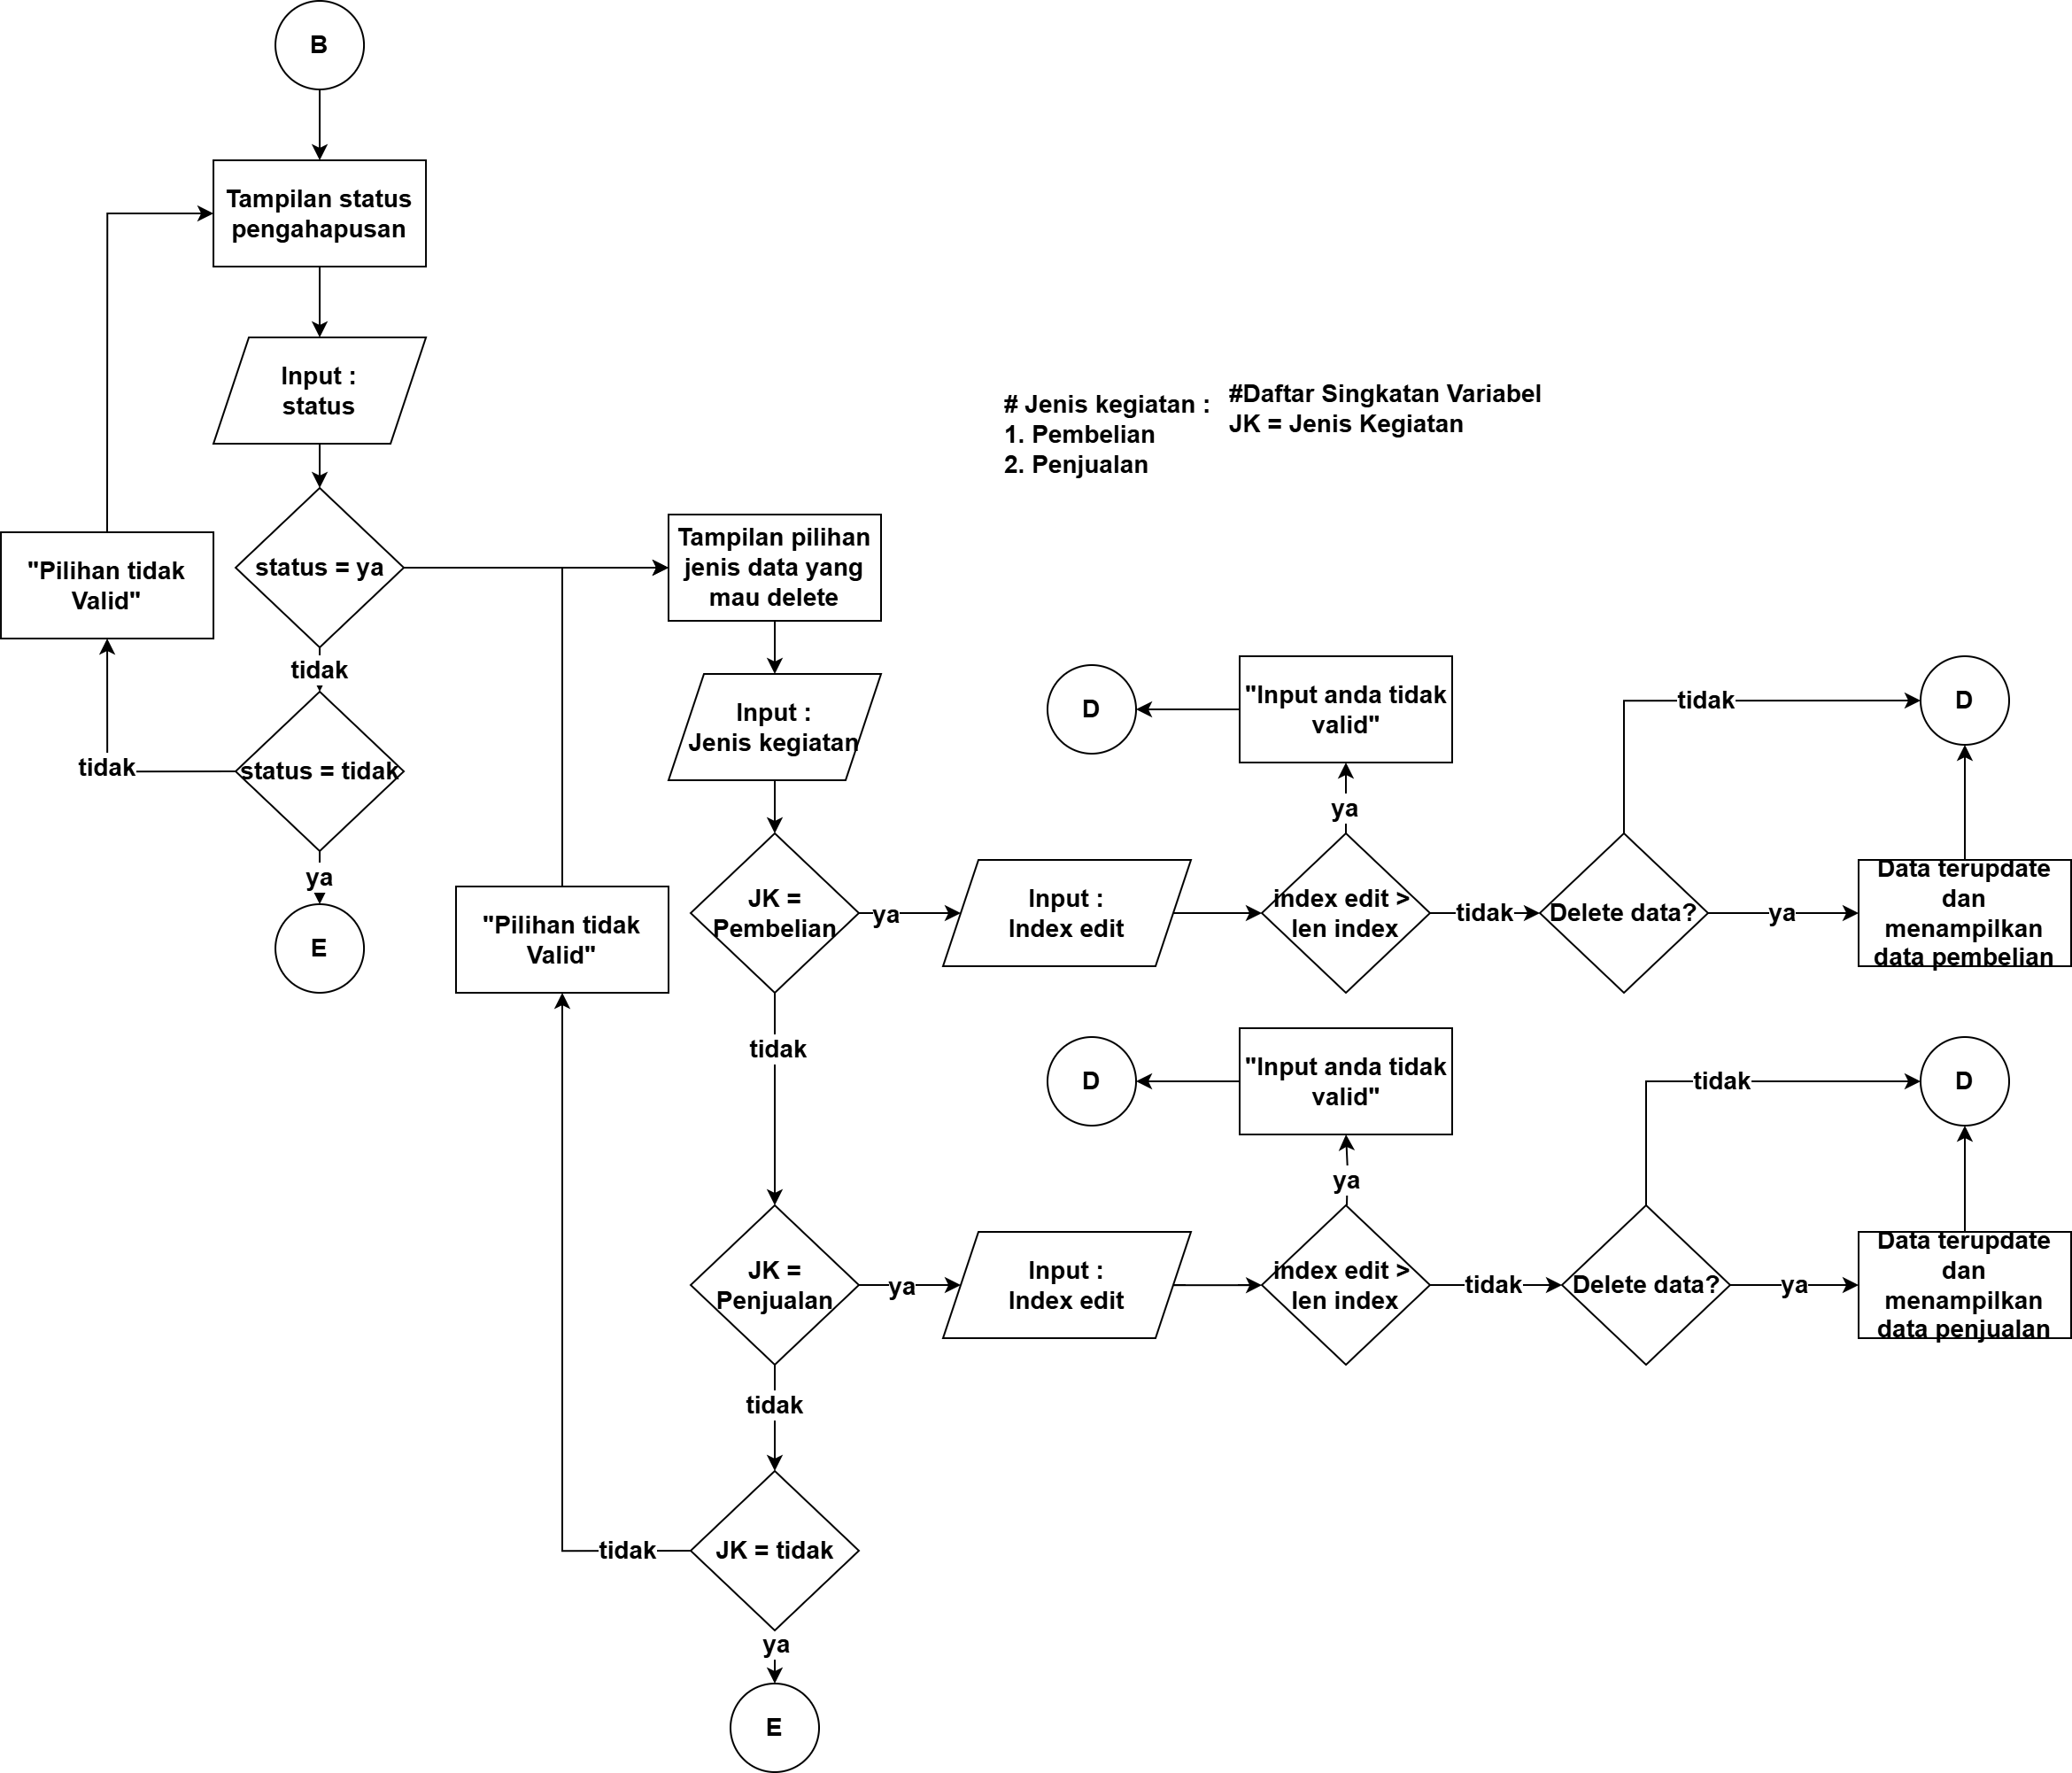 B
Tampilan status
pengahapusan
Input :
status
status = ya
"Pilihan tidak
Valid"
tidak
status = tidak
tidak
ya
E
# Jenis kegiatan :
1. Pembelian
2. Penjualan
#Daftar Singkatan Variabel
JK = Jenis Kegiatan
Tampilan pilihan
jenis data yang
mau delete
Input :
Jenis kegiatan
"Pilihan tidak
Valid"
JK =
Pembelian
ya
Input :
Index edit
index edit >
len index
ya
"Input anda tidak
valid"
D
tidak
Delete data?
tidak
D
ya
Data terupdate
dan
menampilkan
data pembelian
tidak
JK =
Penjualan
ya
Input :
Index edit
index edit >
len index
ya
"Input anda tidak
valid"
D
tidak
Delete data?
tidak
D
ya
Data terupdate
dan
menampilkan
data penjualan
tidak
JK = tidak
tidak
ya
E